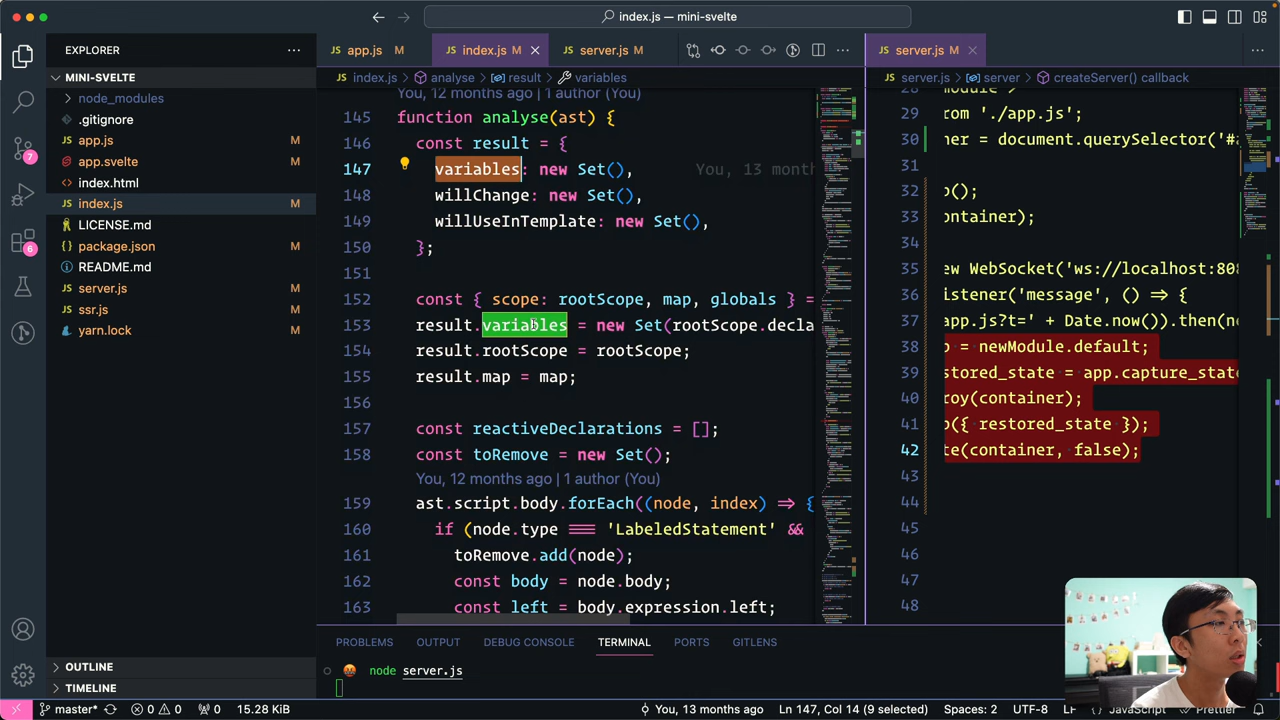 index.js — mini-svelte
EXPLORER
MINI-SVELTE
node_modules
.gitignore
app.js M
app.svelte M
index.html
index.js M
LICENSE.md
package.json M
README.md
server.js M
ssr.js
yarn.lock M
OUTLINE
TIMELINE
7
6
app.js M
index.js M
server.js M
index.js > analyse > result > variables
You, 12 months ago | 1 author (You)
145 function analyse(ast) {
146 const result = {
147 variables: new Set(), You, 13 month
148 willChange: new Set(),
149 willUseInTemplate: new Set(),
150 };
151
152 const { scope: rootScope, map, globals } =
153 result.variables = new Set(rootScope.decla
154 result.rootScope = rootScope;
155 result.map = map;
156
157 const reactiveDeclarations = [];
158 const toRemove = new Set();
You, 12 months ago | 1 author (You)
159 ast.script.body.forEach((node, index) => {
160 if (node.type === 'LabeledStatement' &&
161 toRemove.add(node);
162 const body = node.body;
163 const left = body.expression.left;
server.js M
server.js > server > createServer() callback
28 module">
rom './app.js';
ner = document.querySelector('#
32 p();
ontainer);
34
ew Websocket('ws://localhost:808
istener('message', () => {
app.js?t=' + Date.now()).then(n
39 p = newModule.default;
39 stored_state = app.capture_stat
40 roy(container);
41 p({ restored_state });
42 te(container, false);
44
45
46
47
48
PROBLEMS OUTPUT DEBUG CONSOLE TERMINAL PORTS GITLENS
node server.js
master* 0 0 0 15.28 KiB You, 13 months ago Ln 147, Col 14 (9 selected) Spaces: 2 UTF-8 LF JavaScript Prettier